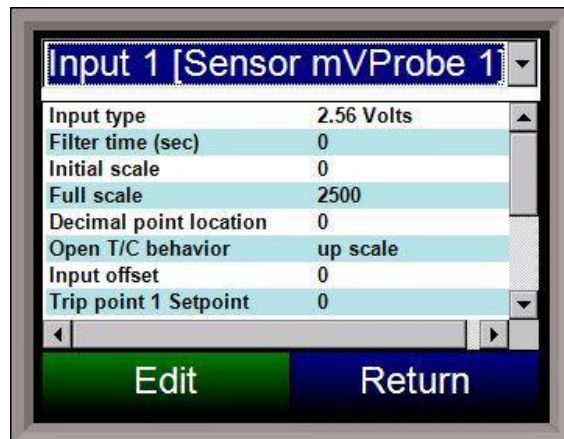 Input 1 [Sensor mVProbe 1]
Input type 2.56 Volts
Filter time (sec) 0
Initial scale 0
Full scale 2500
Decimal point location 0
Open T/C behavior up scale
Input offset 0
Trip point 1 Setpoint 0
Edit Return